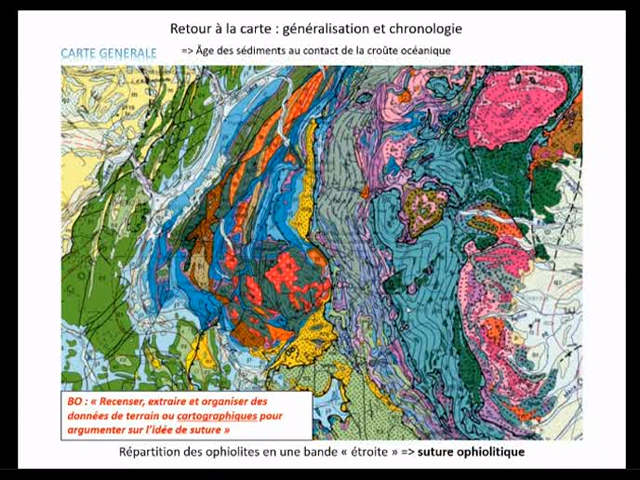 Retour à la carte : généralisation et chronologie
CARTE GENERALE
=> Âge des sédiments au contact de la croûte océanique
BO : « Recenser, extraire et organiser des
données de terrain ou cartographiques pour
argumenter sur l'idée de suture »
Répartition des ophiolites en une bande « étroite » => suture ophiolitique